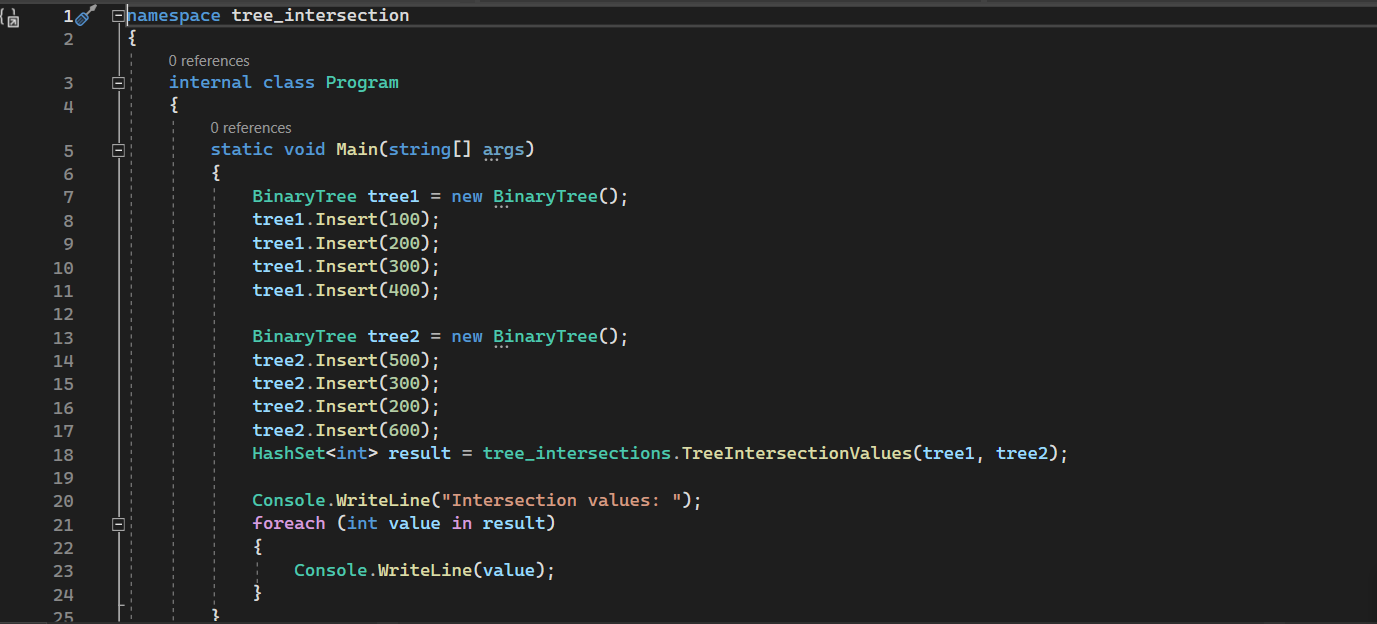 1 namespace tree_intersection
2 {
0 references
3 internal class Program
4 {
0 references
5 static void Main(string[] args)
6 {
7 BinaryTree tree1 = new BinaryTree();
8 tree1.Insert(100);
9 tree1.Insert(200);
10 tree1.Insert(300);
11 tree1.Insert(400);
12
13 BinaryTree tree2 = new BinaryTree();
14 tree2.Insert(500);
15 tree2.Insert(300);
16 tree2.Insert(200);
17 tree2.Insert(600);
18 HashSet<int> result = tree_intersections.TreeIntersectionValues(tree1, tree2);
19
20 Console.WriteLine("Intersection values: ");
21 foreach (int value in result)
22 {
23 Console.WriteLine(value);
24 }
25 }